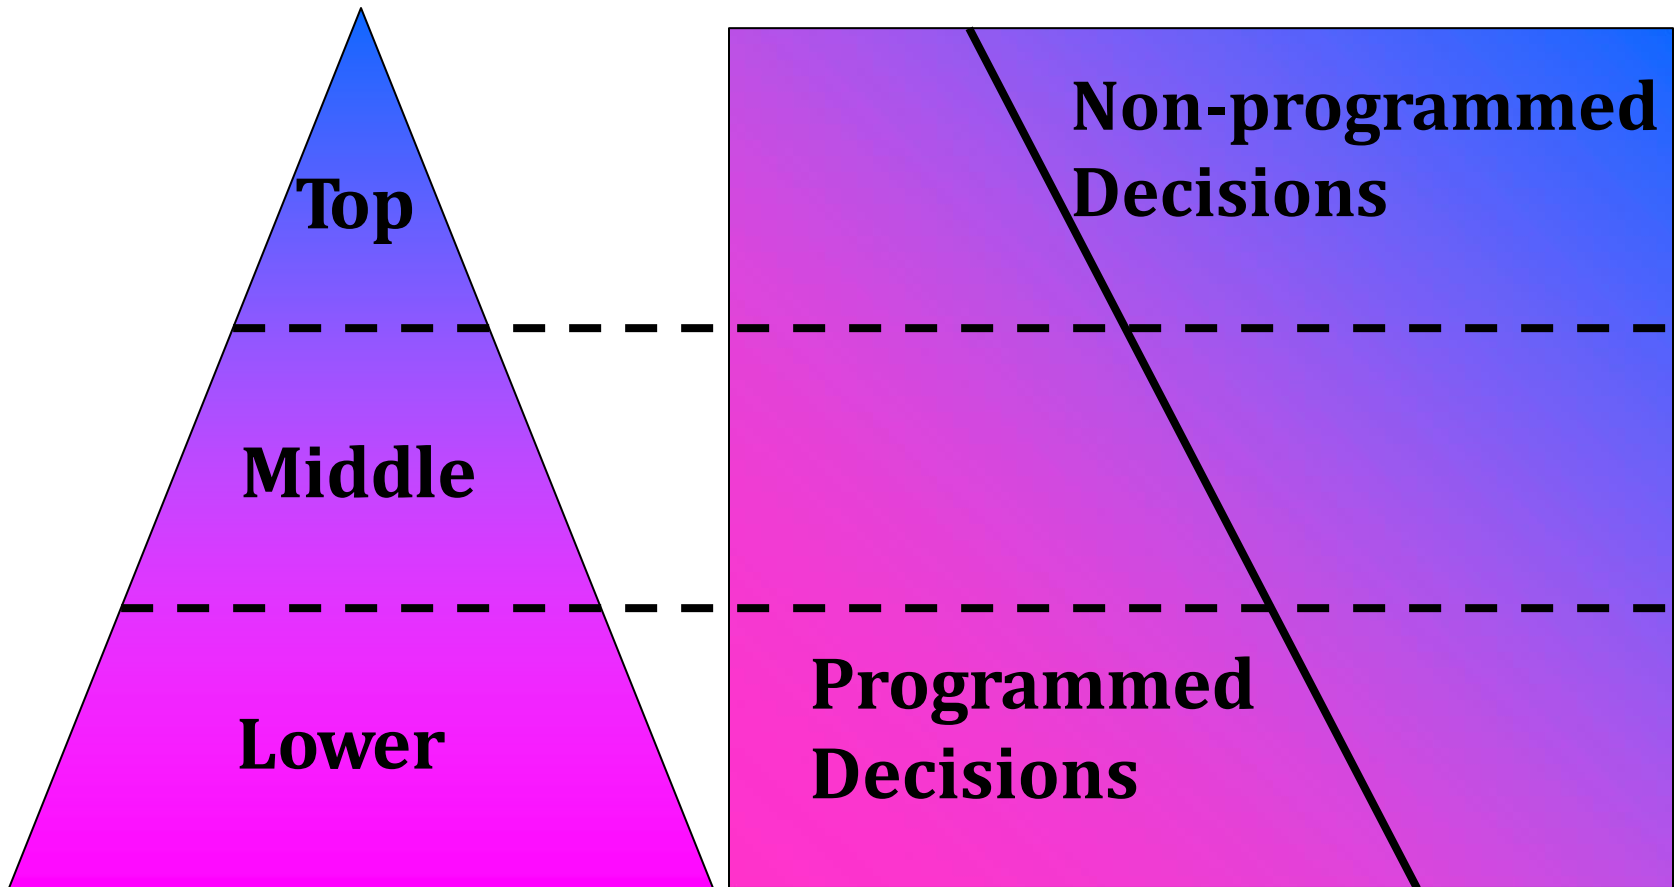 Top
Middle
Lower
Non-programmed
Decisions
Programmed
Decisions